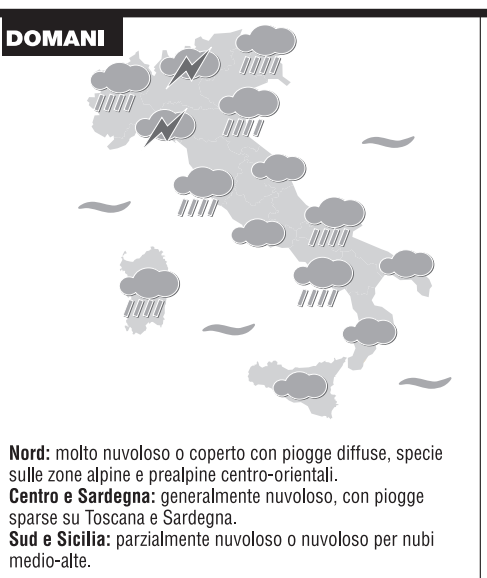 DOMANI
Nord: molto nuvoloso o coperto con piogge diffuse, specie
sulle zone alpine e prealpine centro-orientali.
Centro e Sardegna: generalmente nuvoloso, con piogge
sparse su Toscana e Sardegna.
Sud e Sicilia: parzialmente nuvoloso o nuvoloso per nubi
medio-alte.